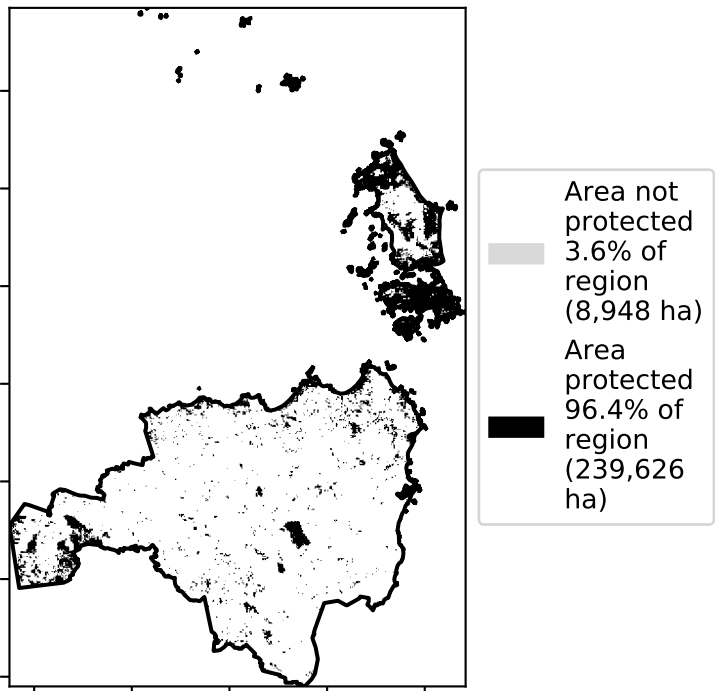 Area not
protected
3.6% of
region
(8,948 ha)
Area
protected
96.4% of
region
(239,626
ha)